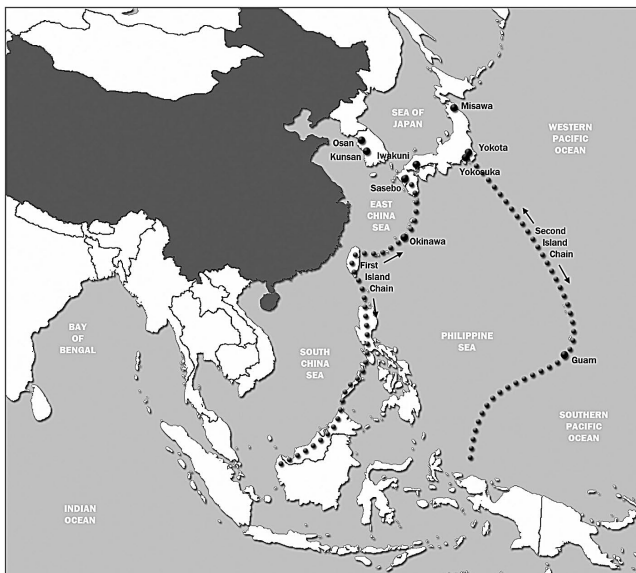 Misawa
SEA OF
JAPAN
WESTERN
PACIFIC
OCEAN
Osan
Kunsan
Iwakuni
Yokota
Yokosuka
Sasebo
EAST
CHINA
SEA
Okinawa
Second
Island
Chain
First
Island
Chain
BAY
OF
BENGAL
PHILIPPINE
SEA
SOUTH
CHINA
SEA
Guam
SOUTHERN
PACIFIC
OCEAN
INDIAN
OCEAN